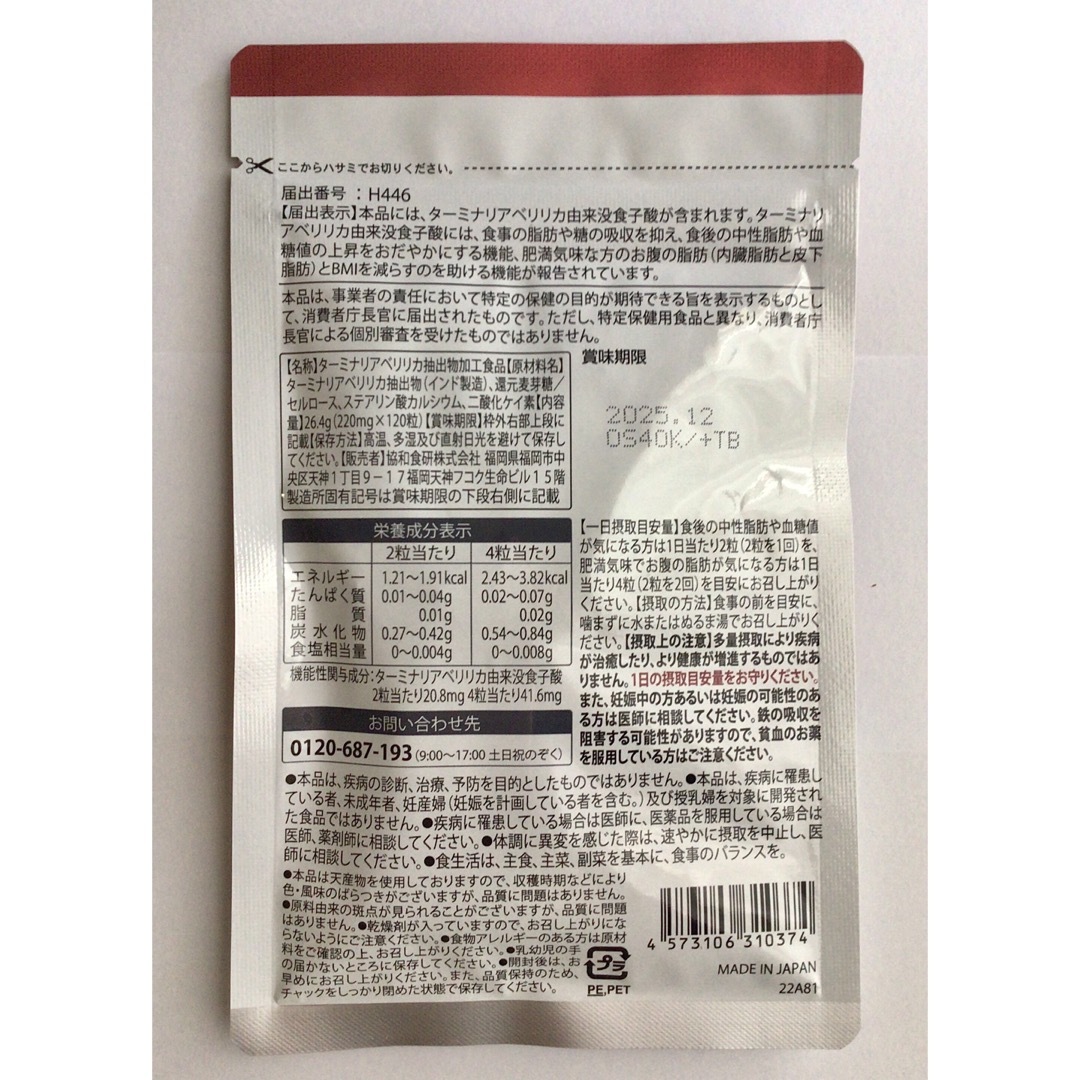 ここからハサミでお切りください。
届出番号 : H446
【届出表示】本品には、ターミナリアベリリカ由来没食子酸が含まれます。ターミナリ
アベリリカ由来没食子酸には、食事の脂肪や糖の吸収を抑え、食後の中性脂肪や血
糖値の上昇をおだやかにする機能、肥満気味な方のお腹の脂肪(内臓脂肪と皮下
脂肪)とBMIを減らすのを助ける機能が報告されています。
本品は、事業者の責任において特定の保健の目的が期待できる旨を表示するものとし
て、消費者庁長官に届出されたものです。ただし、特定保健用食品と異なり、消費者庁
長官による個別審査を受けたものではありません。
【名称】ターミナリアベリリカ抽出物加工食品【原材料名】
ターミナリアベリリカ抽出物(インド製造)、還元麦芽糖/
セルロース、ステアリン酸カルシウム、二酸化ケイ素【内容
量】26.4g(220mg×120粒)【賞味期限】枠外右部上段に
記載【保存方法】高温、多湿及び直射日光を避けて保存し
てください。【販売者】協和食研株式会社 福岡県福岡市中
央区天神1丁目9-17福岡天神フコク生命ビル15階
製造所固有記号は賞味期限の下段右側に記載
賞味期限
2025.12
OS40K/+TB
栄養成分表示
2粒当たり 4粒当たり
エネルギー 1.21〜1.91kcal 2.43〜3.82kcal
たんぱく質 0.01〜0.04g 0.02〜0.07g
脂質 0.01g 0.02g
炭水化物 0.27〜0.42g 0.54〜0.84g
食塩相当量 0〜0.004g 0〜0.008g
機能性関与成分:ターミナリアベリリカ由来没食子酸
2粒当たり20.8mg 4粒当たり41.6mg
お問い合わせ先
0120-687-193 (9:00〜17:00 土日祝のぞく)
【一日摂取目安量】食後の中性脂肪や血糖値
が気になる方は1日当たり2粒(2粒を1回)を、
肥満気味でお腹の脂肪が気になる方は1日
当たり4粒(2粒を2回)を目安にお召し上がり
ください。【摂取の方法】食事の前を目安に、
噛まずに水またはぬるま湯でお召し上がりく
ださい。【摂取上の注意】多量摂取により疾病
が治癒したり、より健康が増進するものではあ
りません。1日の摂取目安量をお守りください。
また、妊娠中の方あるいは妊娠の可能性のあ
る方は医師に相談してください。鉄の吸収を
阻害する可能性がありますので、貧血のお薬
を服用している方はご注意ください。
●本品は、疾病の診断、治療、予防を目的としたものではありません。●本品は、疾病に罹患し
ている者、未成年者、妊産婦(妊娠を計画している者を含む。)及び授乳婦を対象に開発され
た食品ではありません。●疾病に罹患している場合は医師に、医薬品を服用している場合は
医師、薬剤師に相談してください。●体調に異変を感じた際は、速やかに摂取を中止し、医
師に相談してください。●食生活は、主食、主菜、副菜を基本に、食事のバランスを。
●本品は天産物を使用しておりますので、収穫時期などにより
色・風味のばらつきがございますが、品質に問題はありません。
●原料由来の斑点が見られることがございますが、品質に問題
はありません。●乾燥剤が入っていますので、お召し上がりにな
らないようにご注意ください。●食物アレルギーのある方は原材
料をご確認の上、お召し上がりください。●乳幼児の手
の届かないところに保存してください。●開封後は、お
早めにお召し上がりください。また、品質保持のため、
チャックをしっかり閉めた状態で保存してください。
プラ
PE,PET
4 573106 310374
MADE IN JAPAN
22A81